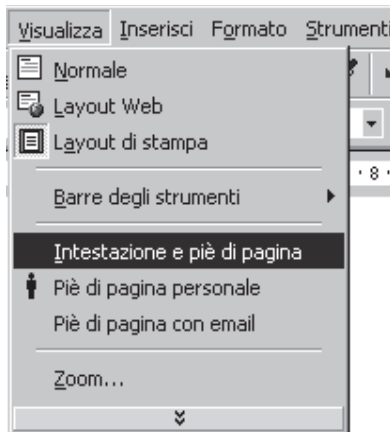 Visualizza Inserisci Formato Strumenti
Normale
Layout Web
Layout di stampa
· 8 ·
Barre degli strumenti
Intestazione e piè di pagina
Piè di pagina personale
Piè di pagina con email
Zoom...